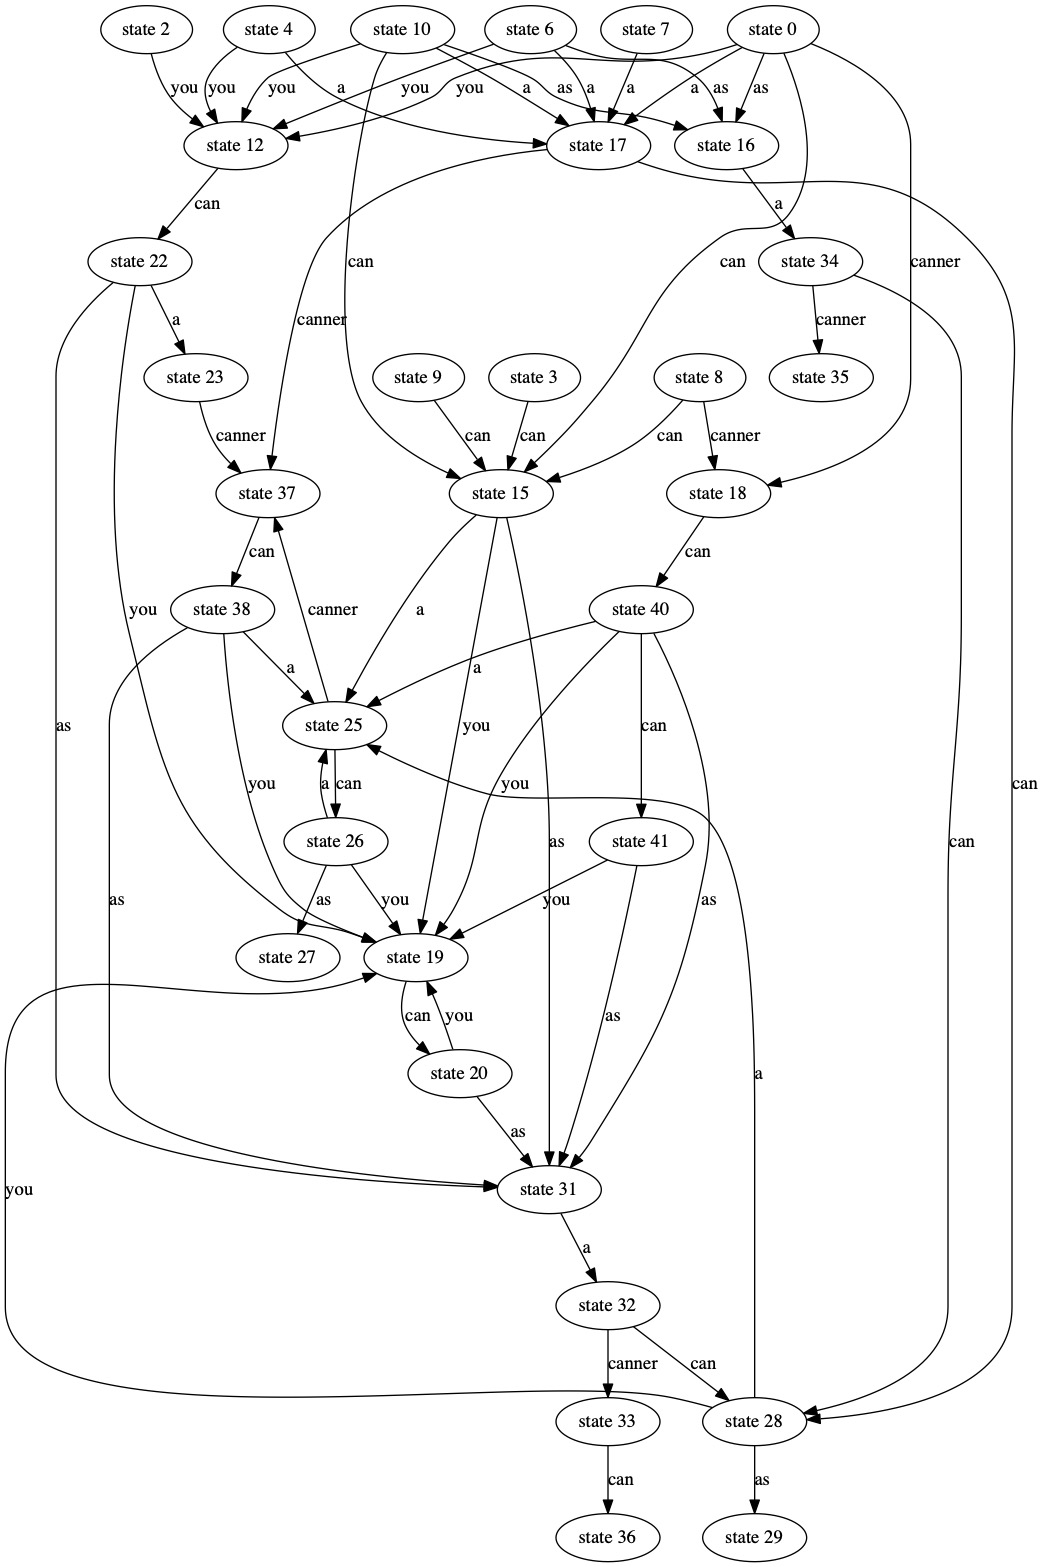 state 2
state 4
state 10
state 6
state 7
state 0
you
you
you
you
you
a
a
a
a
a
as
as
as
state 12
state 17
state 16
can
can
can
a
canner
canner
state 22
state 34
a
canner
state 23
state 9
state 3
state 8
state 35
canner
can
can
can
canner
state 37
state 15
state 18
can
can
state 38
state 40
you
canner
a
a
a
state 25
as
you
can
can
a
can
you
you
can
state 26
state 41
as
as
you
you
as
as
state 27
state 19
can
you
as
state 20
a
as
state 31
you
a
state 32
canner
can
state 33
state 28
can
as
state 36
state 29